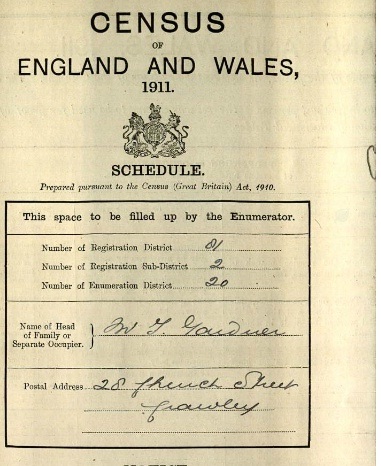 CENSUS
OF
ENGLAND AND WALES,
1911.
SCHEDULE.
Prepared pursuant to the Census (Great Britain) Act, 1910.
This space to be filled up by the Enumerator.
Number of Registration District 81
Number of Registration Sub-District 2
Number of Enumeration District 20
Name of Head
of Family or
Separate Occupier.
Mr T. Gardner
Postal Address 28 Church Street
Crawley